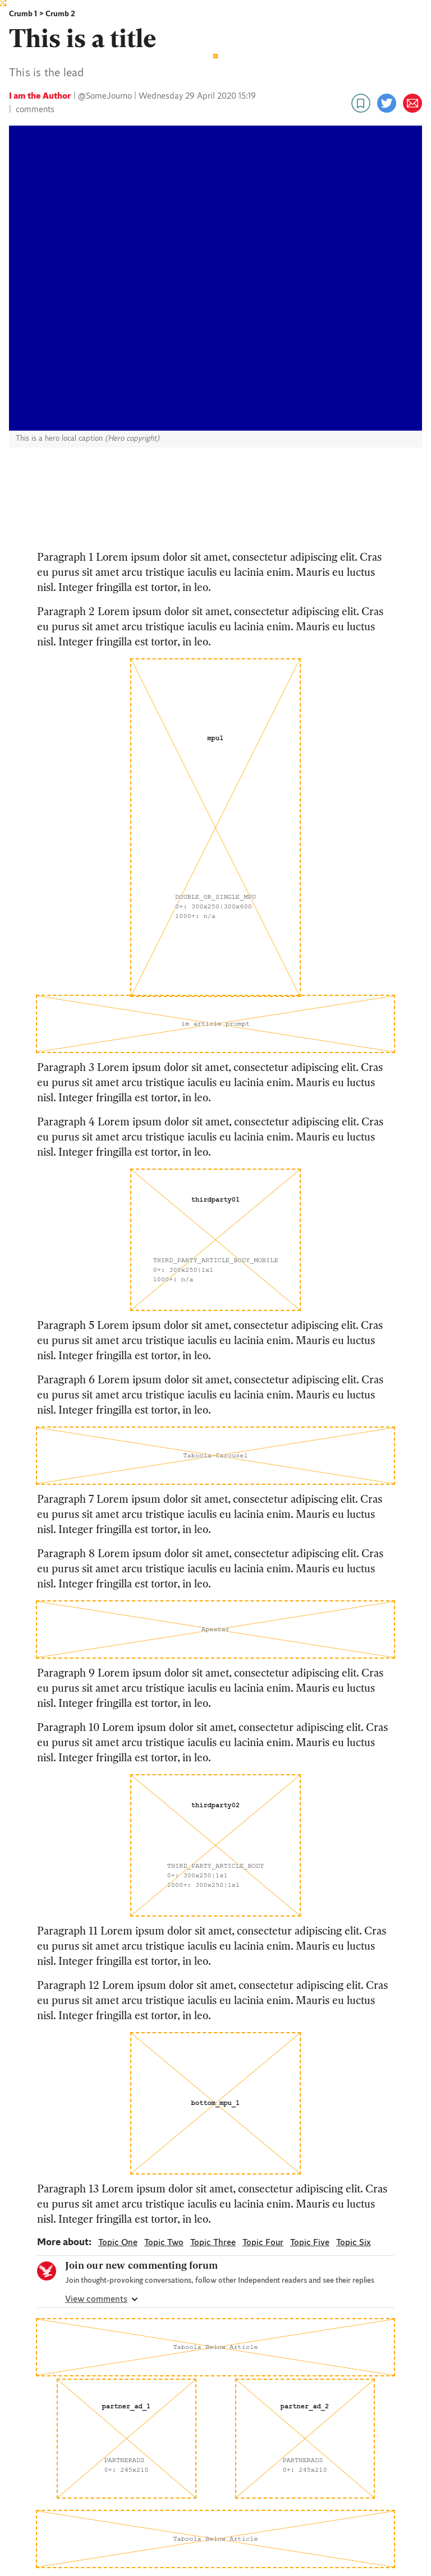 Crumb 1 > Crumb 2
This is a title
This is the lead
I am the Author | @SomeJourno | Wednesday 29 April 2020 15:19
| comments
This is a hero local caption (Hero copyright)
Paragraph 1 Lorem ipsum dolor sit amet, consectetur adipiscing elit. Cras
eu purus sit amet arcu tristique iaculis eu lacinia enim. Mauris eu luctus
nisl. Integer fringilla est tortor, in leo.
Paragraph 2 Lorem ipsum dolor sit amet, consectetur adipiscing elit. Cras
eu purus sit amet arcu tristique iaculis eu lacinia enim. Mauris eu luctus
nisl. Integer fringilla est tortor, in leo.
mpu1
DOUBLE_OR_SINGLE_MPU
0+: 300x250|300x600
1000+: n/a
im article prompt
Paragraph 3 Lorem ipsum dolor sit amet, consectetur adipiscing elit. Cras
eu purus sit amet arcu tristique iaculis eu lacinia enim. Mauris eu luctus
nisl. Integer fringilla est tortor, in leo.
Paragraph 4 Lorem ipsum dolor sit amet, consectetur adipiscing elit. Cras
eu purus sit amet arcu tristique iaculis eu lacinia enim. Mauris eu luctus
nisl. Integer fringilla est tortor, in leo.
thirdparty01
THIRD_PARTY_ARTICLE_BODY_MOBILE
0+: 300x250|1x1
1000+: n/a
Paragraph 5 Lorem ipsum dolor sit amet, consectetur adipiscing elit. Cras
eu purus sit amet arcu tristique iaculis eu lacinia enim. Mauris eu luctus
nisl. Integer fringilla est tortor, in leo.
Paragraph 6 Lorem ipsum dolor sit amet, consectetur adipiscing elit. Cras
eu purus sit amet arcu tristique iaculis eu lacinia enim. Mauris eu luctus
nisl. Integer fringilla est tortor, in leo.
Taboola Carousel
Paragraph 7 Lorem ipsum dolor sit amet, consectetur adipiscing elit. Cras
eu purus sit amet arcu tristique iaculis eu lacinia enim. Mauris eu luctus
nisl. Integer fringilla est tortor, in leo.
Paragraph 8 Lorem ipsum dolor sit amet, consectetur adipiscing elit. Cras
eu purus sit amet arcu tristique iaculis eu lacinia enim. Mauris eu luctus
nisl. Integer fringilla est tortor, in leo.
Apester
Paragraph 9 Lorem ipsum dolor sit amet, consectetur adipiscing elit. Cras
eu purus sit amet arcu tristique iaculis eu lacinia enim. Mauris eu luctus
nisl. Integer fringilla est tortor, in leo.
Paragraph 10 Lorem ipsum dolor sit amet, consectetur adipiscing elit. Cras
eu purus sit amet arcu tristique iaculis eu lacinia enim. Mauris eu luctus
nisl. Integer fringilla est tortor, in leo.
thirdparty02
THIRD_PARTY_ARTICLE_BODY
0+: 300x250|1x1
1000+: 300x250|1x1
Paragraph 11 Lorem ipsum dolor sit amet, consectetur adipiscing elit. Cras
eu purus sit amet arcu tristique iaculis eu lacinia enim. Mauris eu luctus
nisl. Integer fringilla est tortor, in leo.
Paragraph 12 Lorem ipsum dolor sit amet, consectetur adipiscing elit. Cras
eu purus sit amet arcu tristique iaculis eu lacinia enim. Mauris eu luctus
nisl. Integer fringilla est tortor, in leo.
bottom_mpu_1
Paragraph 13 Lorem ipsum dolor sit amet, consectetur adipiscing elit. Cras
eu purus sit amet arcu tristique iaculis eu lacinia enim. Mauris eu luctus
nisl. Integer fringilla est tortor, in leo.
More about: Topic One Topic Two Topic Three Topic Four Topic Five Topic Six
Join our new commenting forum
Join thought-provoking conversations, follow other Independent readers and see their replies
View comments
Taboola Below Article
partner_ad_1
PARTNERADS
0+: 245x210
partner_ad_2
PARTNERADS
0+: 245x210
Taboola Below Article